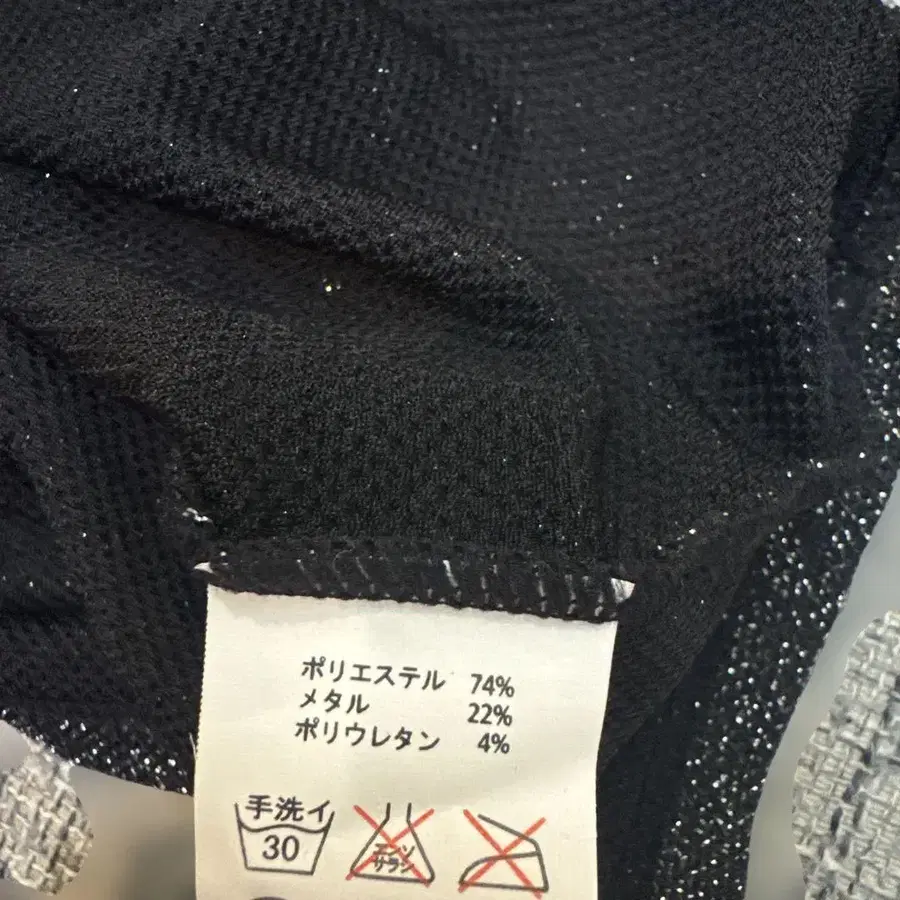 ポリエステル 74%
メタル 22%
ポリウレタン 4%
手洗イ
30
エンソ
サラシ